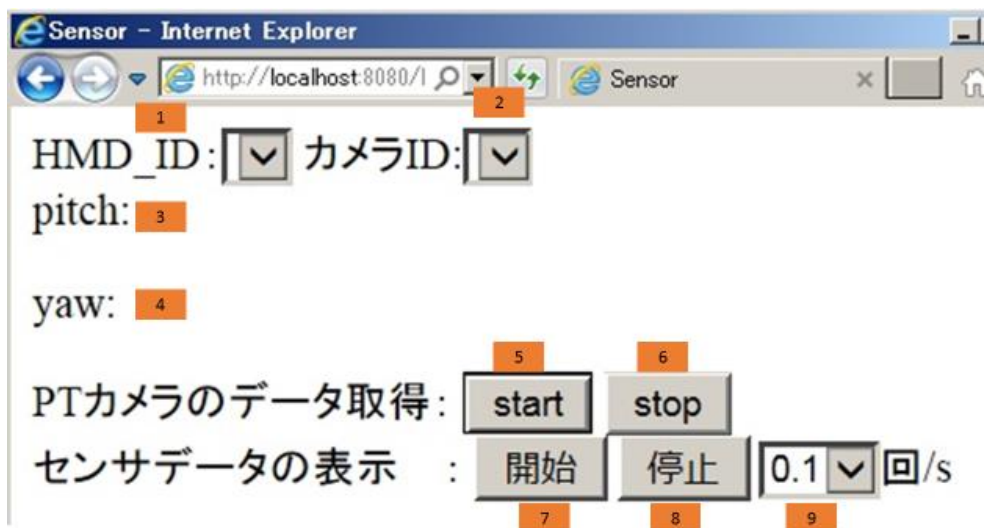 Sensor - Internet Explorer
http://localhost:8080/l
Sensor
1
2
HMD_ID: カメラID:
pitch: 3
yaw: 4
5 6
PTカメラのデータ取得: start stop
センサデータの表示 : 開始 停止 0.1 回/s
7 8 9